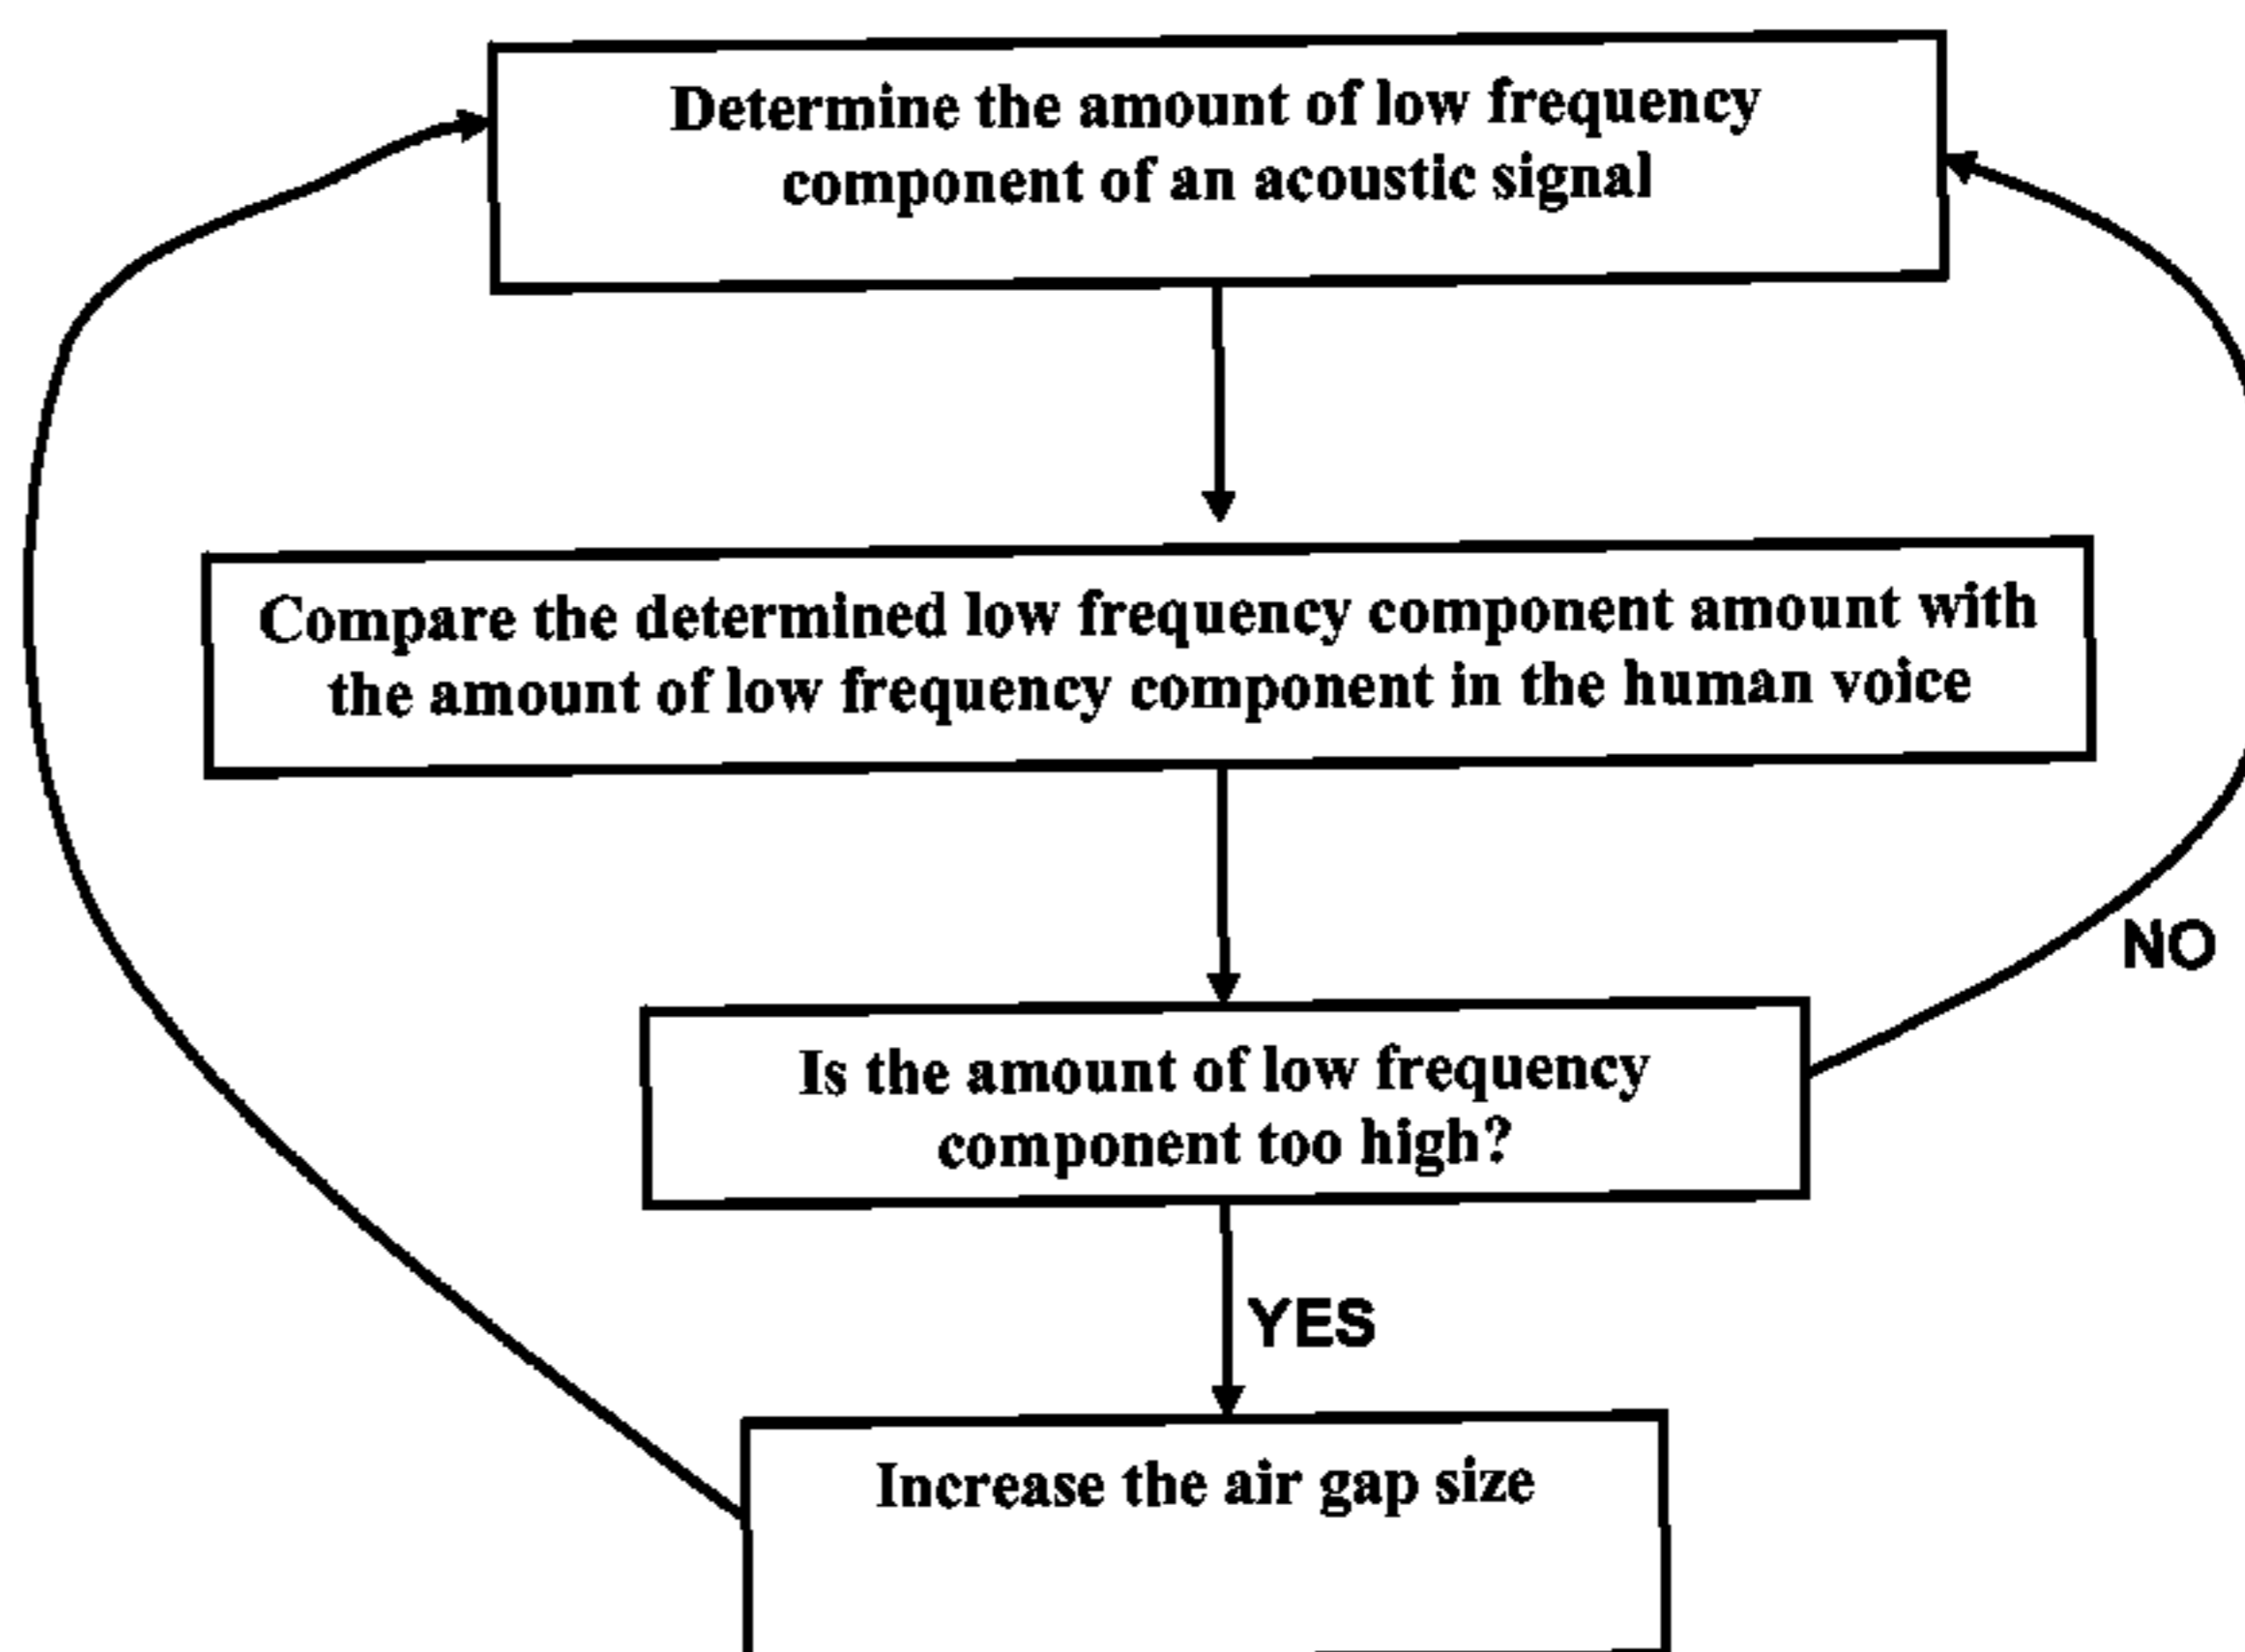 Determine the amount of low frequency
component of an acoustic signal
Compare the determined low frequency component amount with
the amount of low frequency component in the human voice
NO
Is the amount of low frequency
component too high?
YES
Increase the air gap size